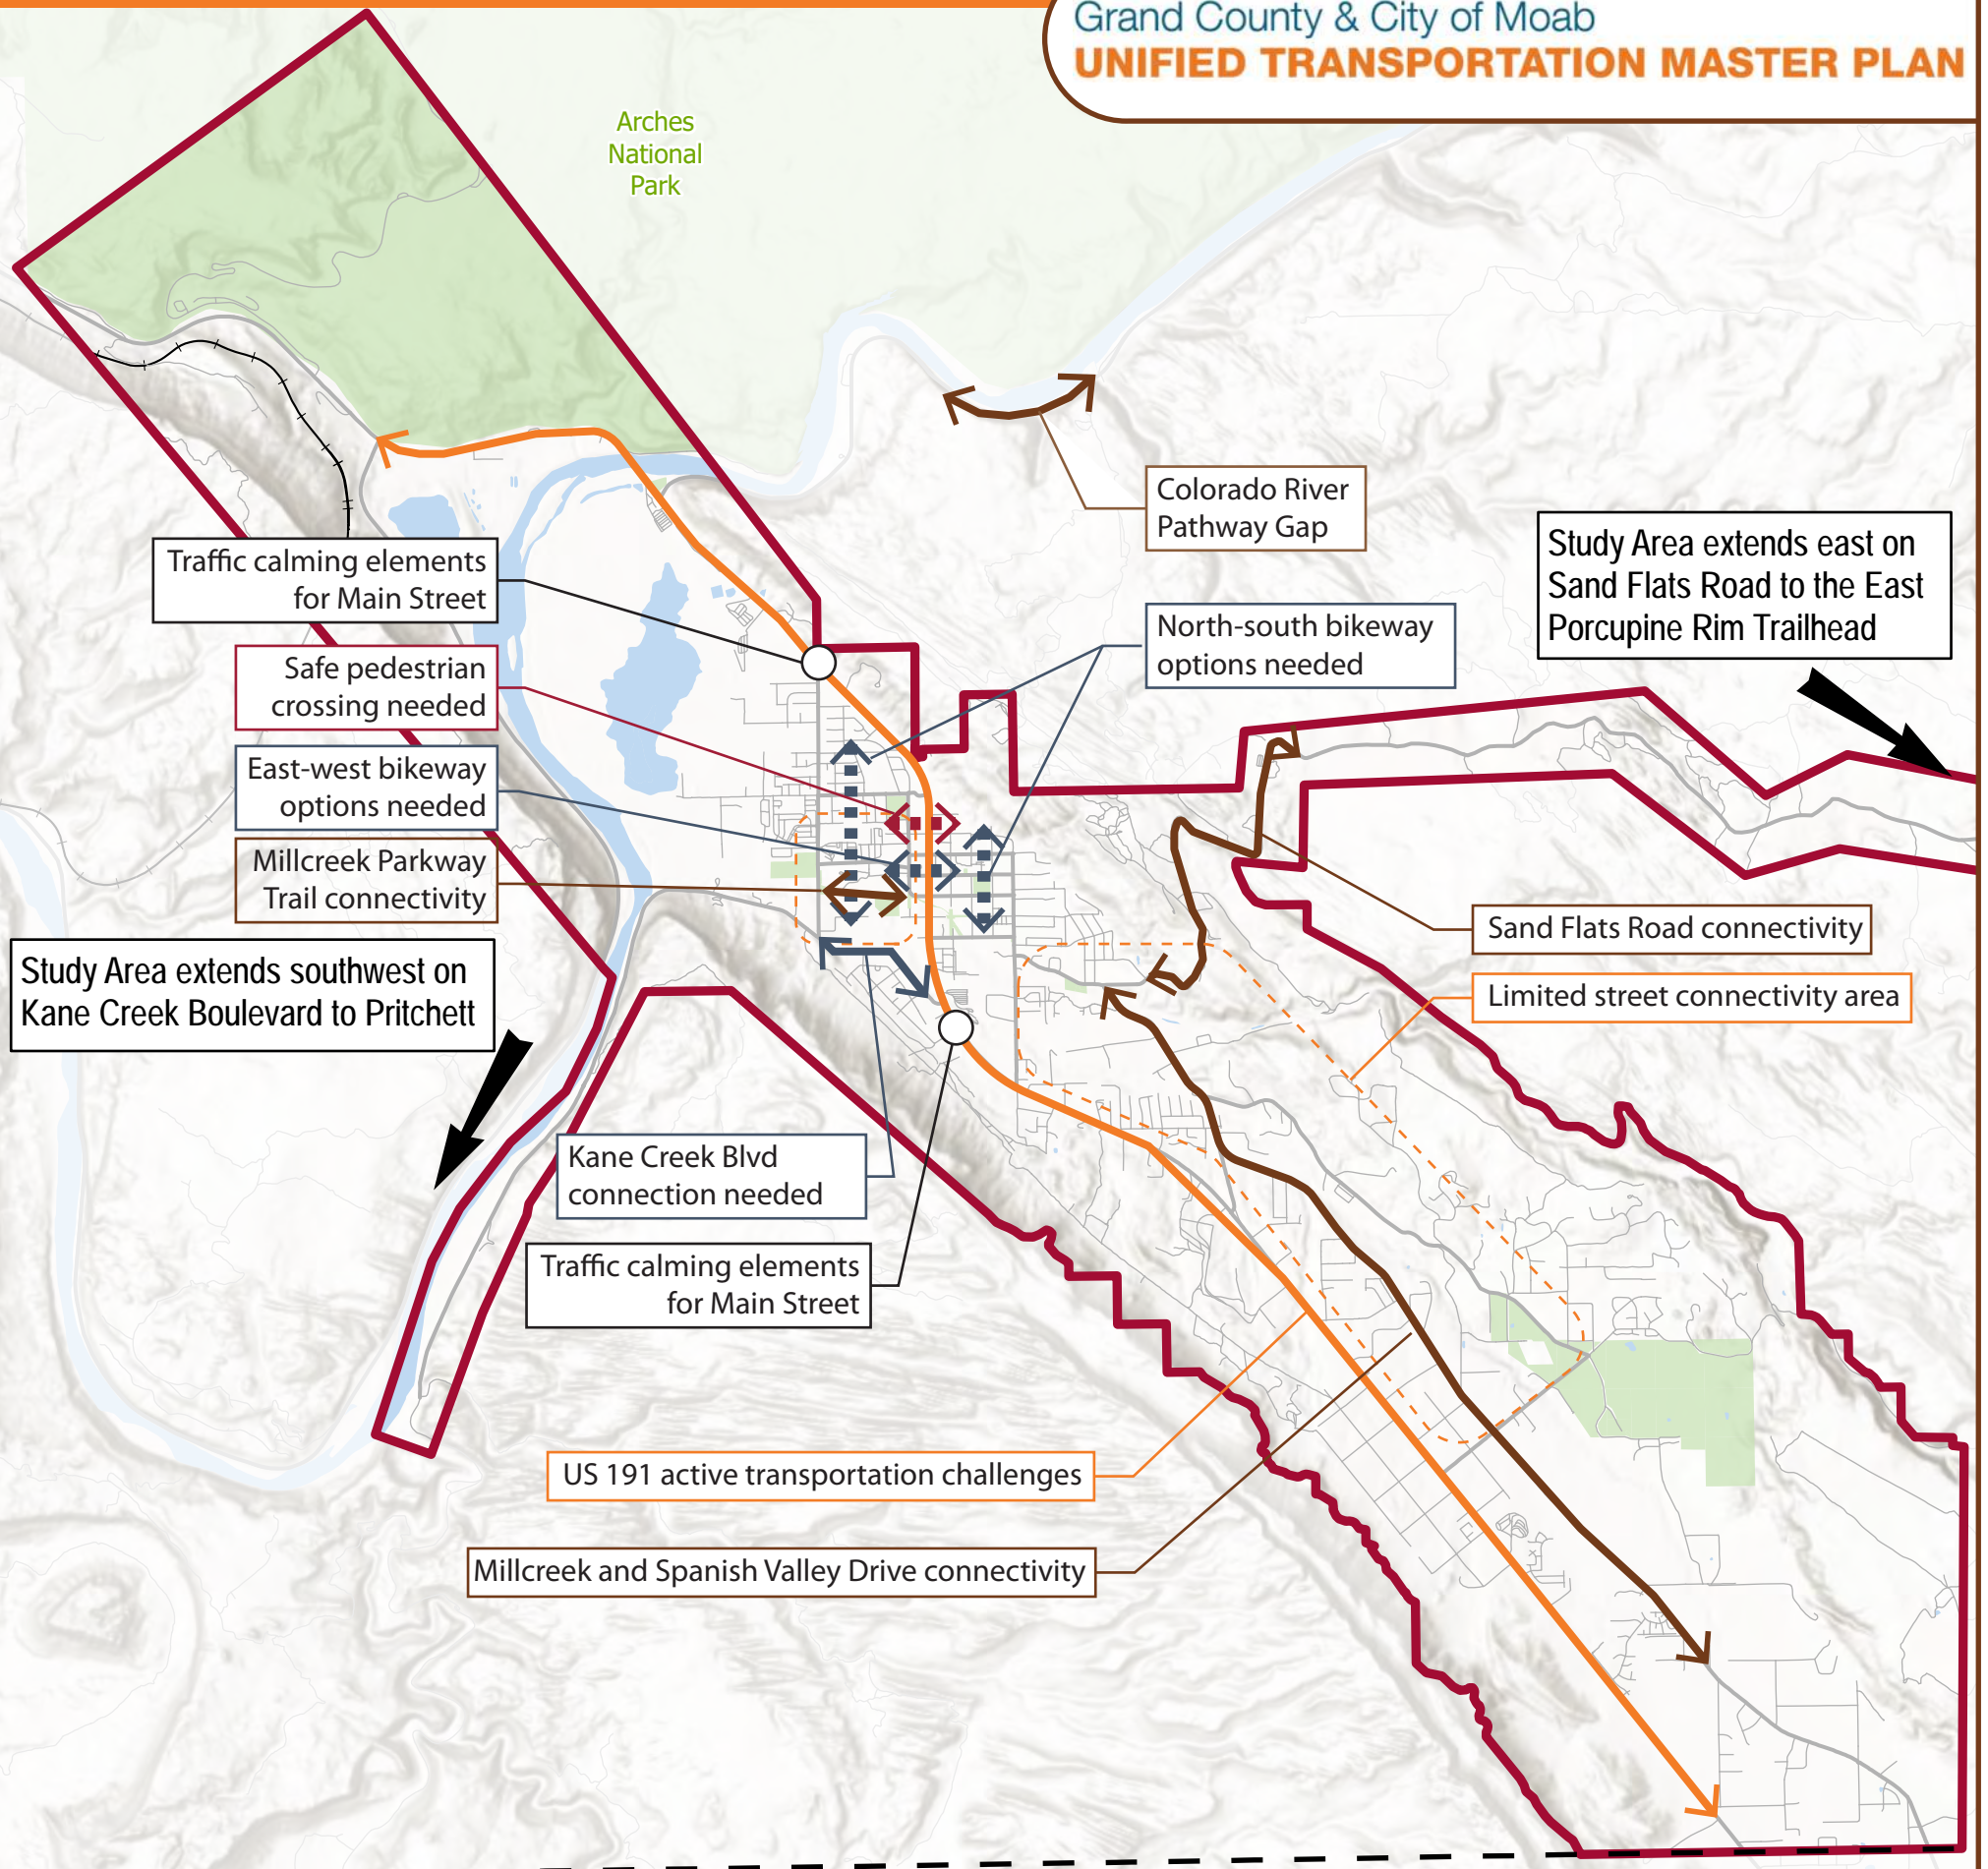 Grand County & City of Moab
UNIFIED TRANSPORTATION MASTER PLAN
Arches
National
Park
Colorado River
Pathway Gap
Study Area extends east on
Sand Flats Road to the East
Porcupine Rim Trailhead
Traffic calming elements
for Main Street
North-south bikeway
options needed
Safe pedestrian
crossing needed
East-west bikeway
options needed
Millcreek Parkway
Trail connectivity
Sand Flats Road connectivity
Study Area extends southwest on
Kane Creek Boulevard to Pritchett
Limited street connectivity area
Kane Creek Blvd
connection needed
Traffic calming elements
for Main Street
US 191 active transportation challenges
Millcreek and Spanish Valley Drive connectivity